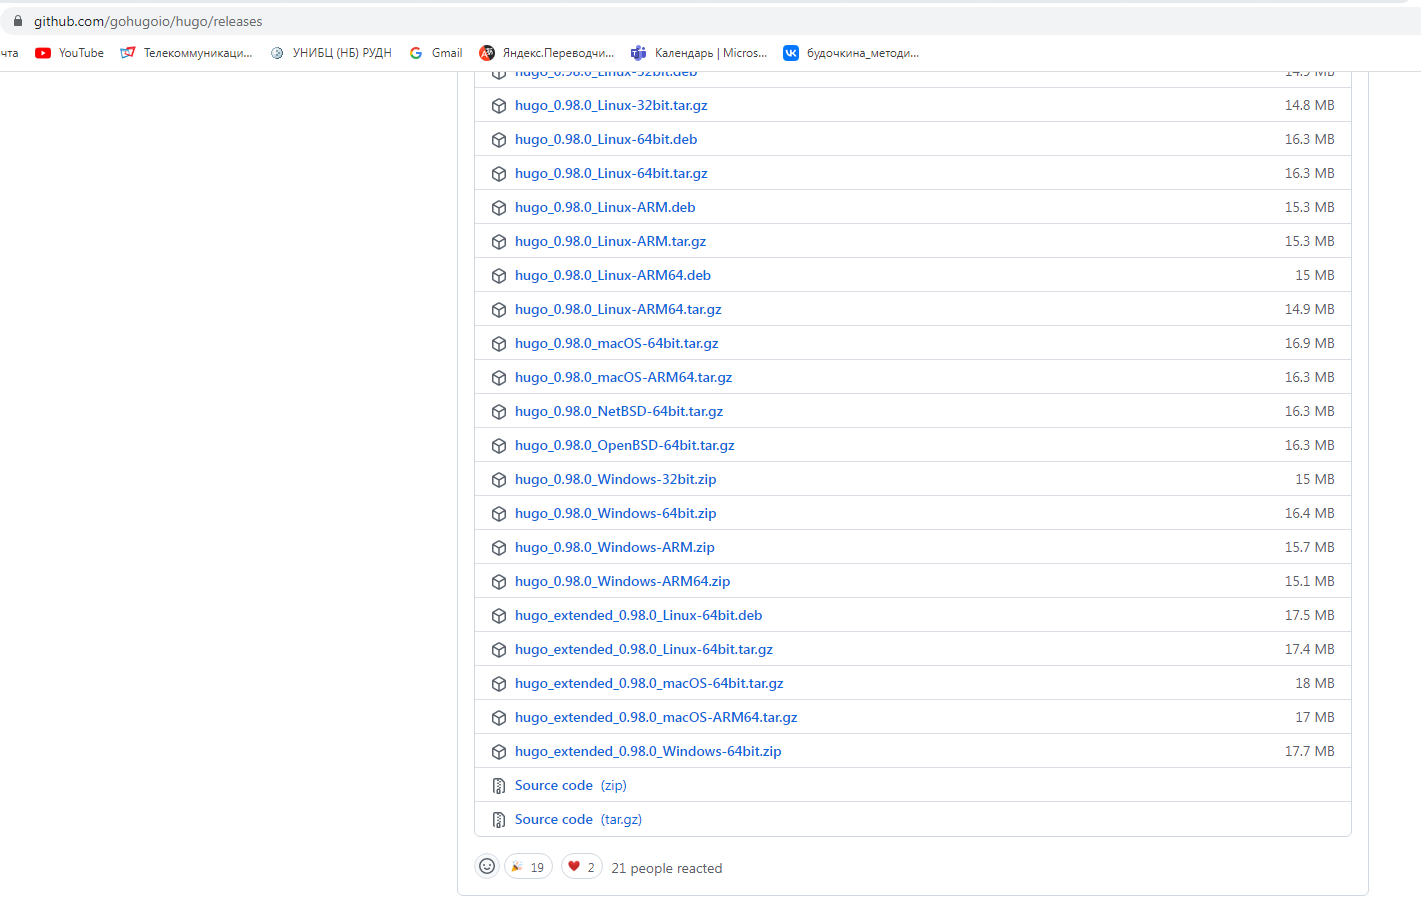 github.com/gohugoio/hugo/releases
чта YouTube Телекоммуникаци... УНИБЦ (НБ) РУДН Gmail Яндекс.Переводчи... Календарь | Micros... будочкина_методи...
hugo_0.98.0_Linux-32bit.deb 14.9 MB
hugo_0.98.0_Linux-32bit.tar.gz 14.8 MB
hugo_0.98.0_Linux-64bit.deb 16.3 MB
hugo_0.98.0_Linux-64bit.tar.gz 16.3 MB
hugo_0.98.0_Linux-ARM.deb 15.3 MB
hugo_0.98.0_Linux-ARM.tar.gz 15.3 MB
hugo_0.98.0_Linux-ARM64.deb 15 MB
hugo_0.98.0_Linux-ARM64.tar.gz 14.9 MB
hugo_0.98.0_macOS-64bit.tar.gz 16.9 MB
hugo_0.98.0_macOS-ARM64.tar.gz 16.3 MB
hugo_0.98.0_NetBSD-64bit.tar.gz 16.3 MB
hugo_0.98.0_OpenBSD-64bit.tar.gz 16.3 MB
hugo_0.98.0_Windows-32bit.zip 15 MB
hugo_0.98.0_Windows-64bit.zip 16.4 MB
hugo_0.98.0_Windows-ARM.zip 15.7 MB
hugo_0.98.0_Windows-ARM64.zip 15.1 MB
hugo_extended_0.98.0_Linux-64bit.deb 17.5 MB
hugo_extended_0.98.0_Linux-64bit.tar.gz 17.4 MB
hugo_extended_0.98.0_macOS-64bit.tar.gz 18 MB
hugo_extended_0.98.0_macOS-ARM64.tar.gz 17 MB
hugo_extended_0.98.0_Windows-64bit.zip 17.7 MB
Source code (zip)
Source code (tar.gz)
19 2 21 people reacted